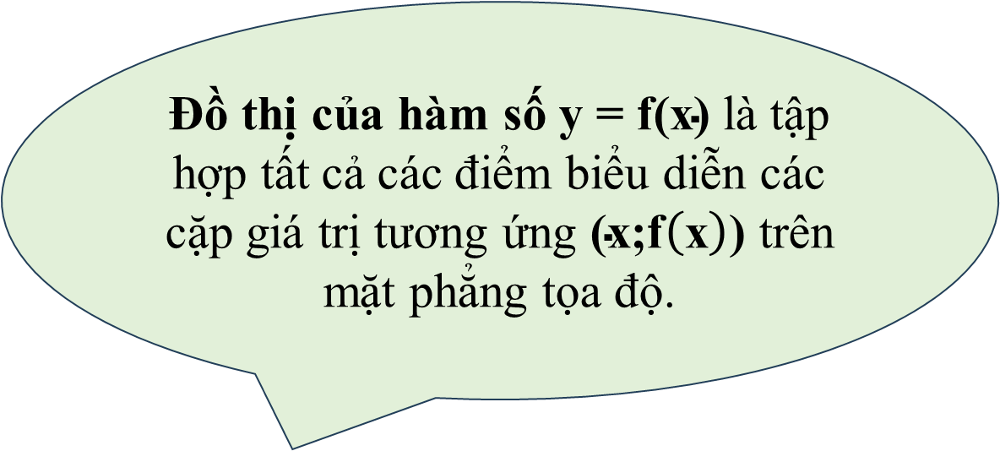 Đồ thị của hàm số y = f(x-) là tập
hợp tất cả các điểm biểu diễn các
cặp giá trị tương ứng (-x;f(x)) trên
mặt phẳng tọa độ.